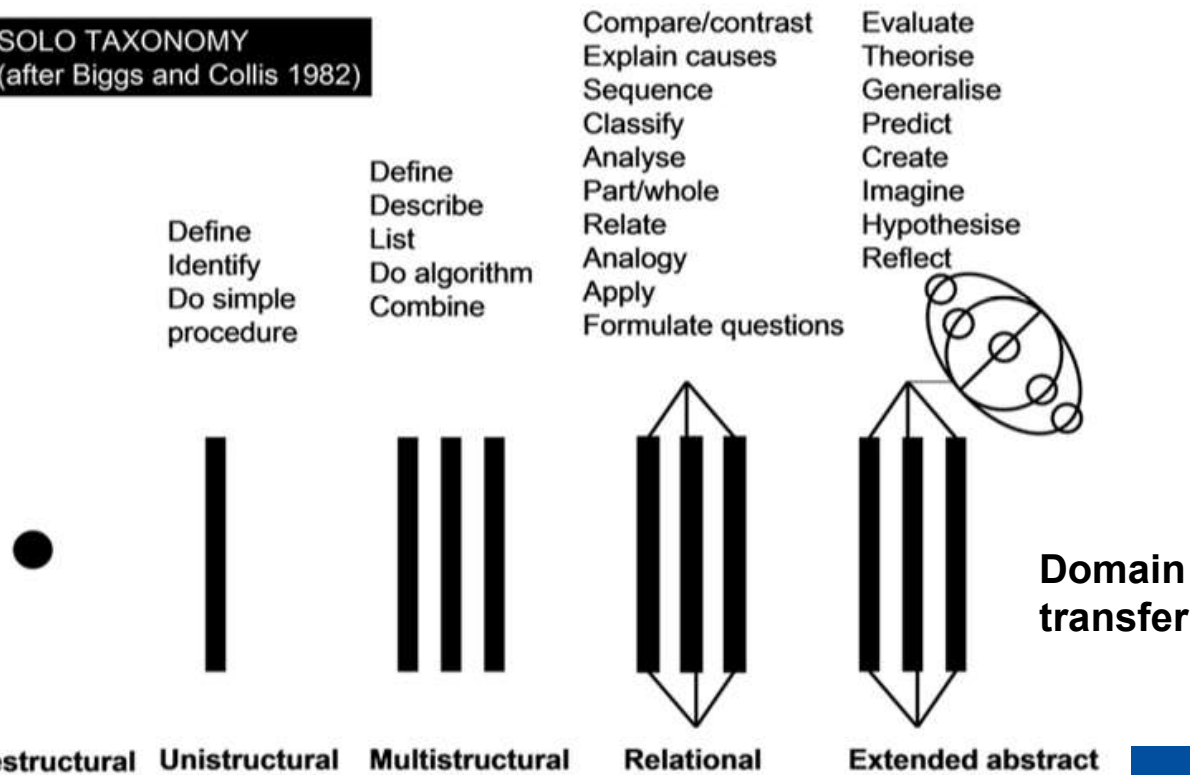 SOLO TAXONOMY
(after Biggs and Collis 1982)
Define
Identify
Do simple
procedure
Define
Describe
List
Do algorithm
Combine
Compare/contrast
Explain causes
Sequence
Classify
Analyse
Part/whole
Relate
Analogy
Apply
Formulate questions
Evaluate
Theorise
Generalise
Predict
Create
Imagine
Hypothesise
Reflect
Domain
transfer
estructural Unistructural Multistructural Relational Extended abstract